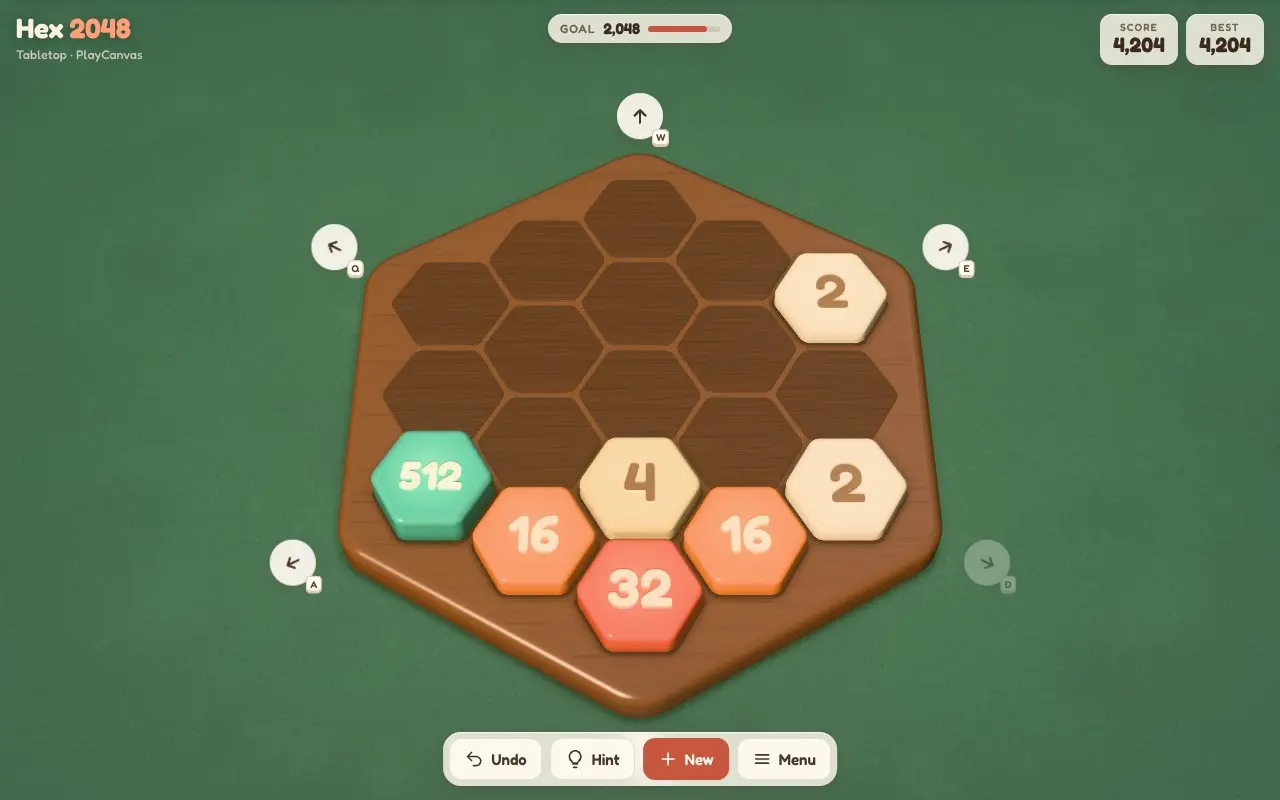 Hex 2048
Tabletop · PlayCanvas
GOAL 2,048
SCORE
4,204
BEST
4,204
W
Q
E
2
512
4
2
16
16
32
A
D
Undo
Hint
New
Menu